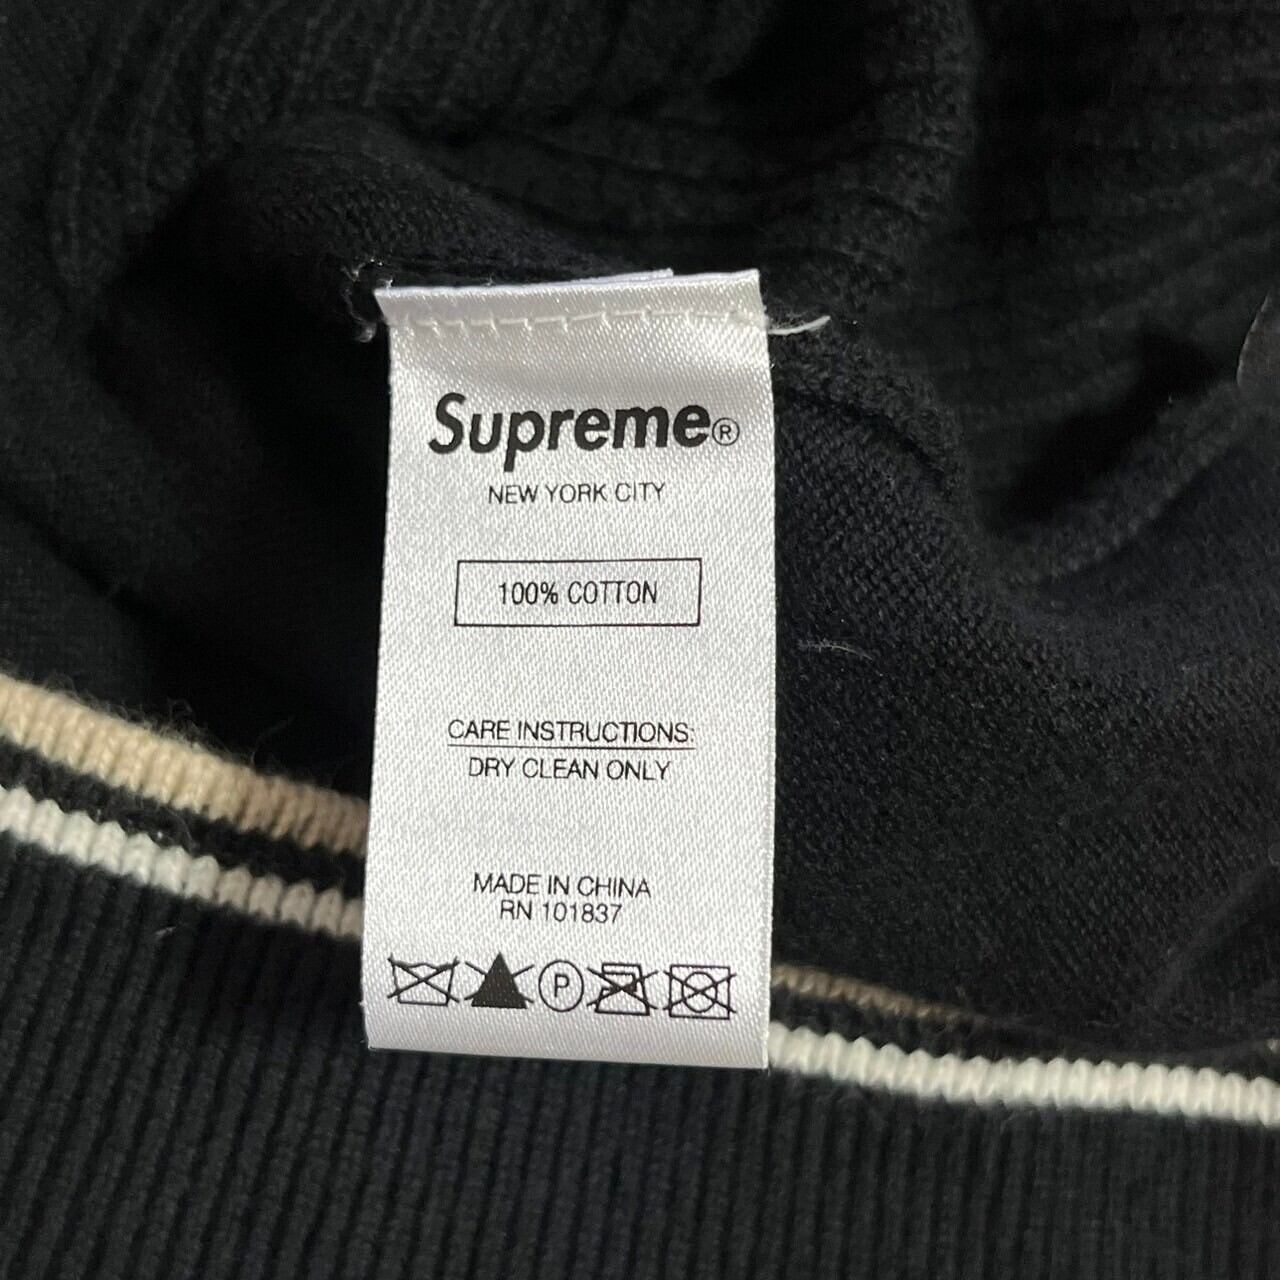 Supreme®
NEW YORK CITY
100% COTTON
CARE INSTRUCTIONS:
DRY CLEAN ONLY
MADE IN CHINA
RN 101837
P